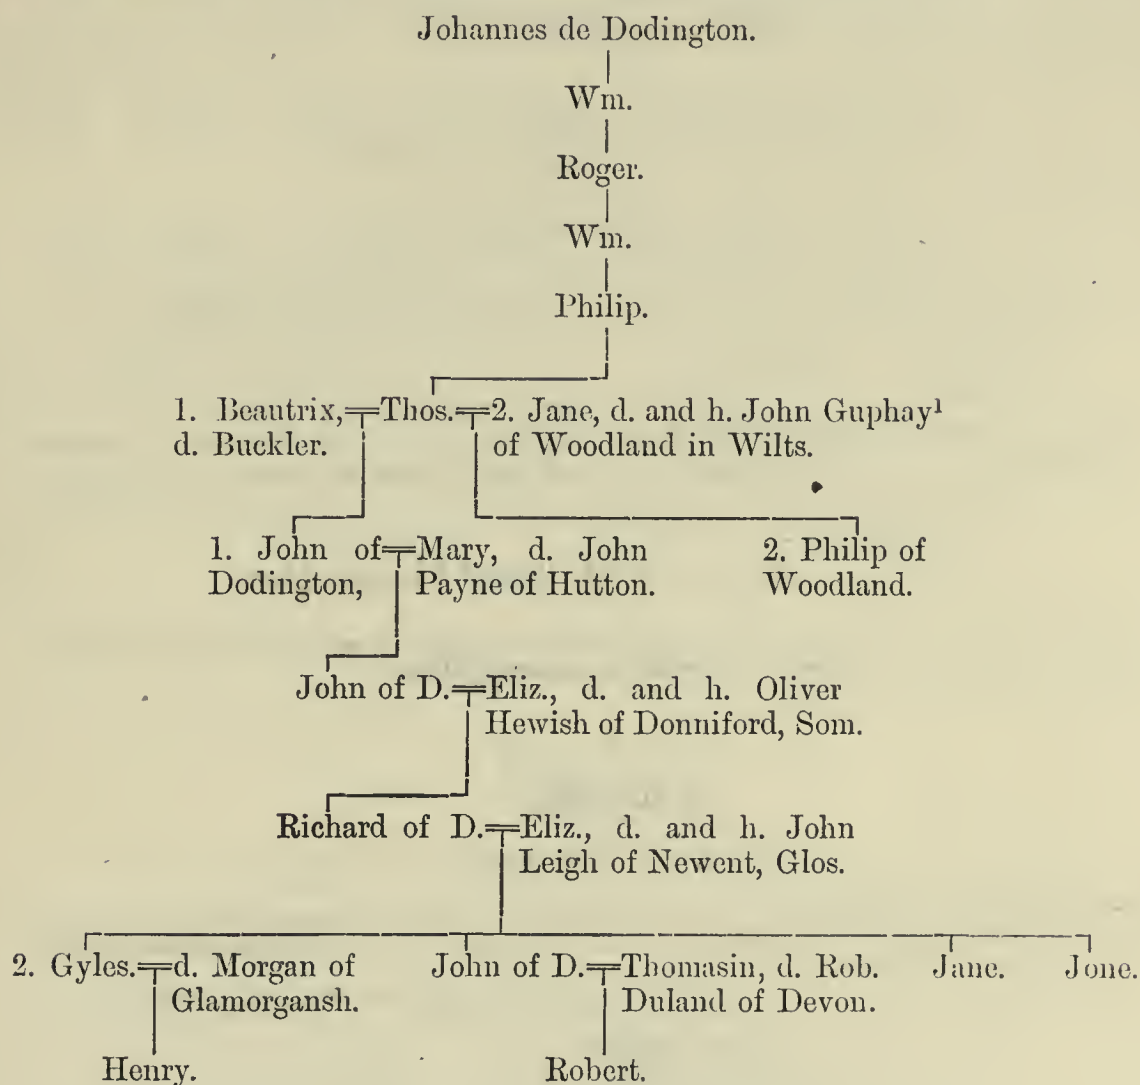 Johannes de Dodington.
Wm.
Roger.
Wm.
Philip.
1. Beautrix, Thos. 2. Jane, d. and h. John Guphay¹
d. Buckler. of Woodland in Wilts.
1. John of Mary, d. John 2. Philip of
Dodington, Payne of Hutton. Woodland.
John of D. Eliz., d. and h. Oliver
Hewish of Donniford, Som.
Richard of D. Eliz., d. and h. John
Leigh of Newent, Glos.
2. Gyles. d. Morgan of John of D. Thomasin, d. Rob. Jane. Jone.
Glamorgansh. Duland of Devon.
Henry. Robert.